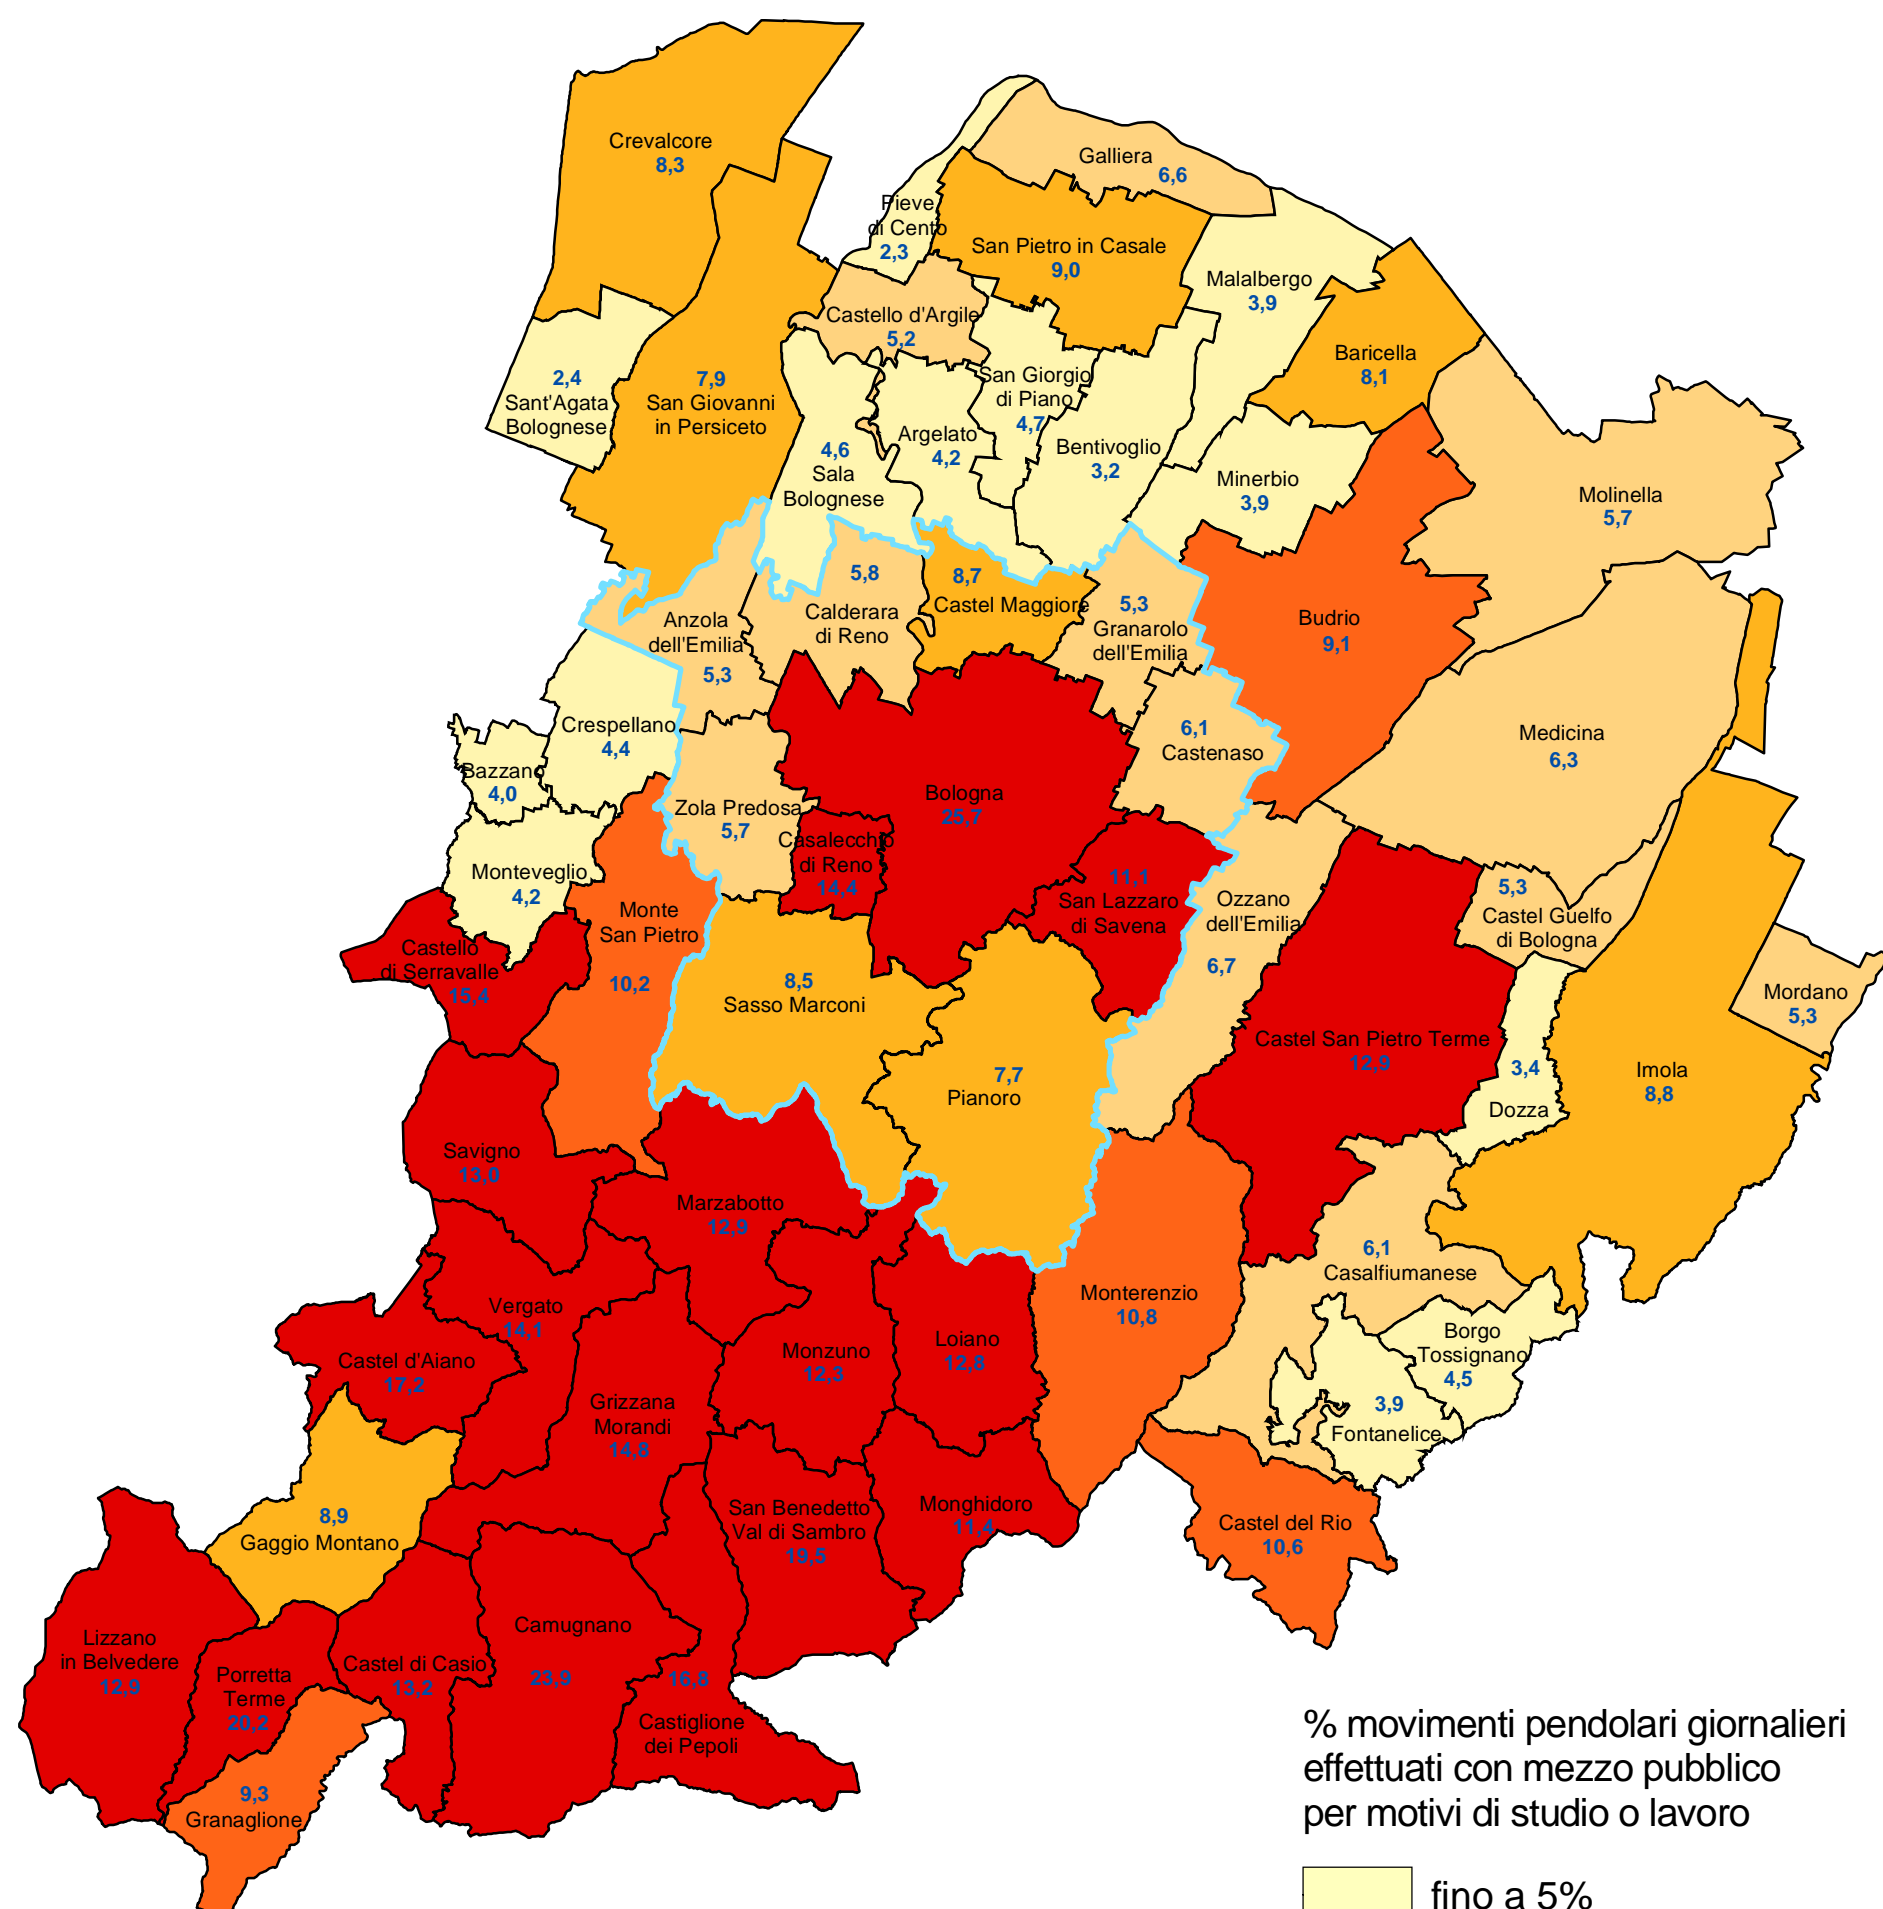 Crevalcore
8,3
Galliera
6,6
Pieve
di Cento
2,3
San Pietro in Casale
9,0
Malalbergo
3,9
Castello d'Argile
5,2
Baricella
8,1
2,4
Sant'Agata
Bolognese
7,9
San Giovanni
in Persiceto
San Giorgio
di Piano
4,7
Argelato
4,2
Bentivoglio
3,2
4,6
Sala
Bolognese
Minerbio
3,9
Molinella
5,7
5,8
Calderara
di Reno
8,7
Castel Maggiore
5,3
Granarolo
dell'Emilia
Budrio
9,1
Anzola
dell'Emilia
5,3
Crespellano
4,4
6,1
Castenaso
Medicina
6,3
Bazzano
4,0
Zola Predosa
5,7
Bologna
25,7
Casalecchio
di Reno
14,4
Monteveglio
4,2
11,1
San Lazzaro
di Savena
Ozzano
dell'Emilia
6,7
5,3
Castel Guelfo
di Bologna
Monte
San Pietro
10,2
Castello
di Serravalle
15,4
8,5
Sasso Marconi
Mordano
5,3
Castel San Pietro Terme
12,9
3,4
Dozza
Imola
8,8
7,7
Pianoro
Savigno
13,0
Marzabotto
12,9
6,1
Casalfiumanese
Monterenzio
10,8
Vergato
14,1
Borgo
Tossignano
4,5
Monzuno
12,3
Loiano
12,8
Castel d'Aiano
17,2
Grizzana
Morandi
14,8
3,9
Fontanelice
8,9
Gaggio Montano
San Benedetto
Val di Sambro
19,5
Monghidoro
11,4
Castel del Rio
10,6
Camugnano
23,9
Lizzano
in Belvedere
12,9
Porretta
Terme
20,2
Castel di Casio
13,2
16,8
Castiglione
dei Pepoli
9,3
Granaglione
% movimenti pendolari giornalieri
effettuati con mezzo pubblico
per motivi di studio o lavoro
fino a 5%